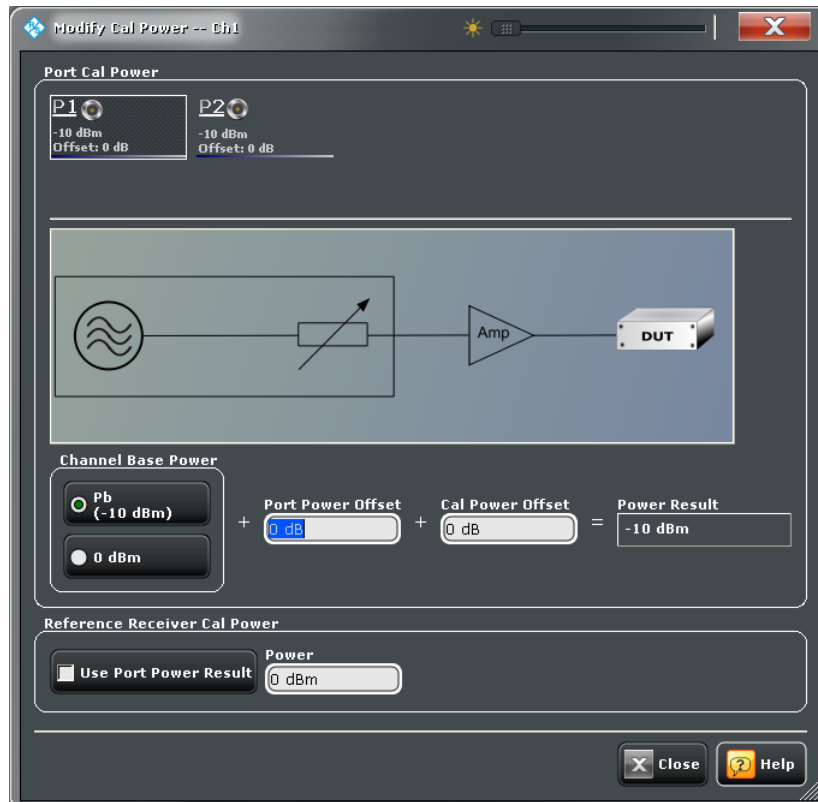 Modify Cal Power -- Ch1
Port Cal Power
P1
-10 dBm
Offset: 0 dB
P2
-10 dBm
Offset: 0 dB
Amp
DUT
Channel Base Power
Pb
(-10 dBm)
0 dBm
+
Port Power Offset
0 dB
+
Cal Power Offset
0 dB
=
Power Result
-10 dBm
Reference Receiver Cal Power
Use Port Power Result
Power
0 dBm
X Close
? Help